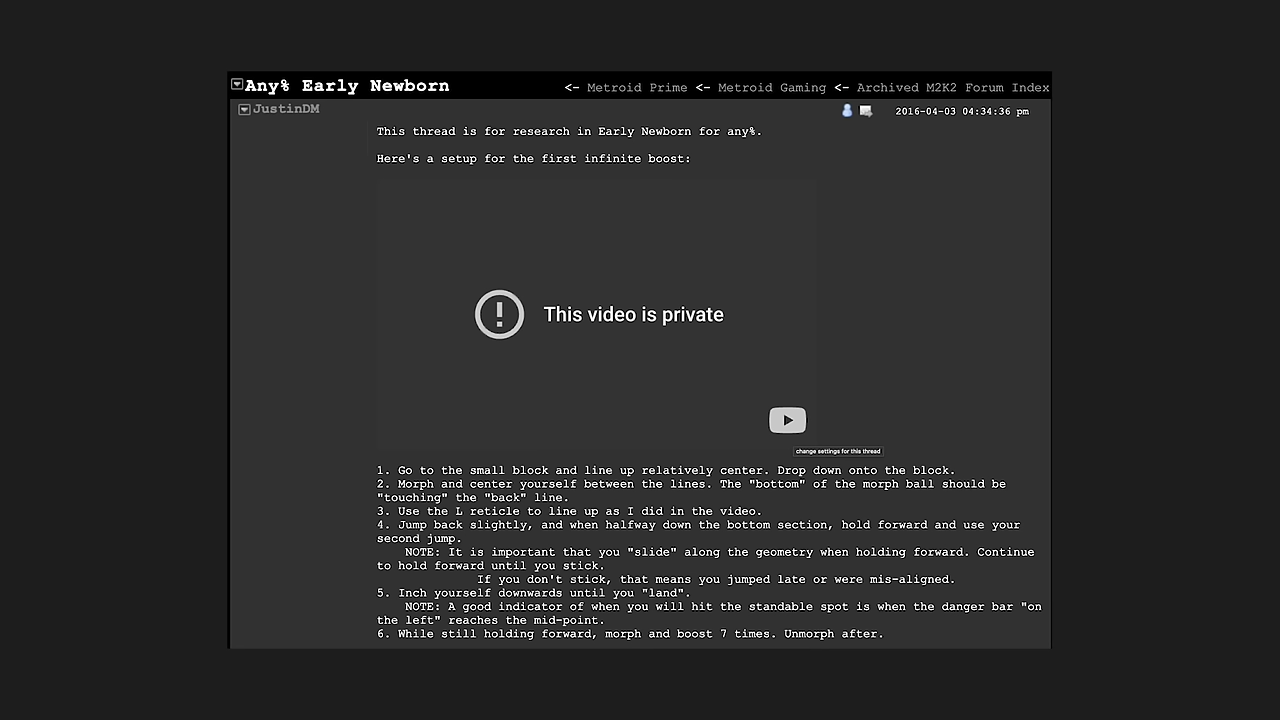 Any% Early Newborn
<- Metroid Prime <- Metroid Gaming <- Archived M2K2 Forum Index
JustinDM
2016-04-03 04:34:36 pm
This thread is for research in Early Newborn for any%.
Here's a setup for the first infinite boost:
This video is private
change settings for this thread
1. Go to the small block and line up relatively center. Drop down onto the block.
2. Morph and center yourself between the lines. The "bottom" of the morph ball should be
"touching" the "back" line.
3. Use the L reticle to line up as I did in the video.
4. Jump back slightly, and when halfway down the bottom section, hold forward and use your
second jump.
NOTE: It is important that you "slide" along the geometry when holding forward. Continue
to hold forward until you stick.
If you don't stick, that means you jumped late or were mis-aligned.
5. Inch yourself downwards until you "land".
NOTE: A good indicator of when you will hit the standable spot is when the danger bar "on
the left" reaches the mid-point.
6. While still holding forward, morph and boost 7 times. Unmorph after.